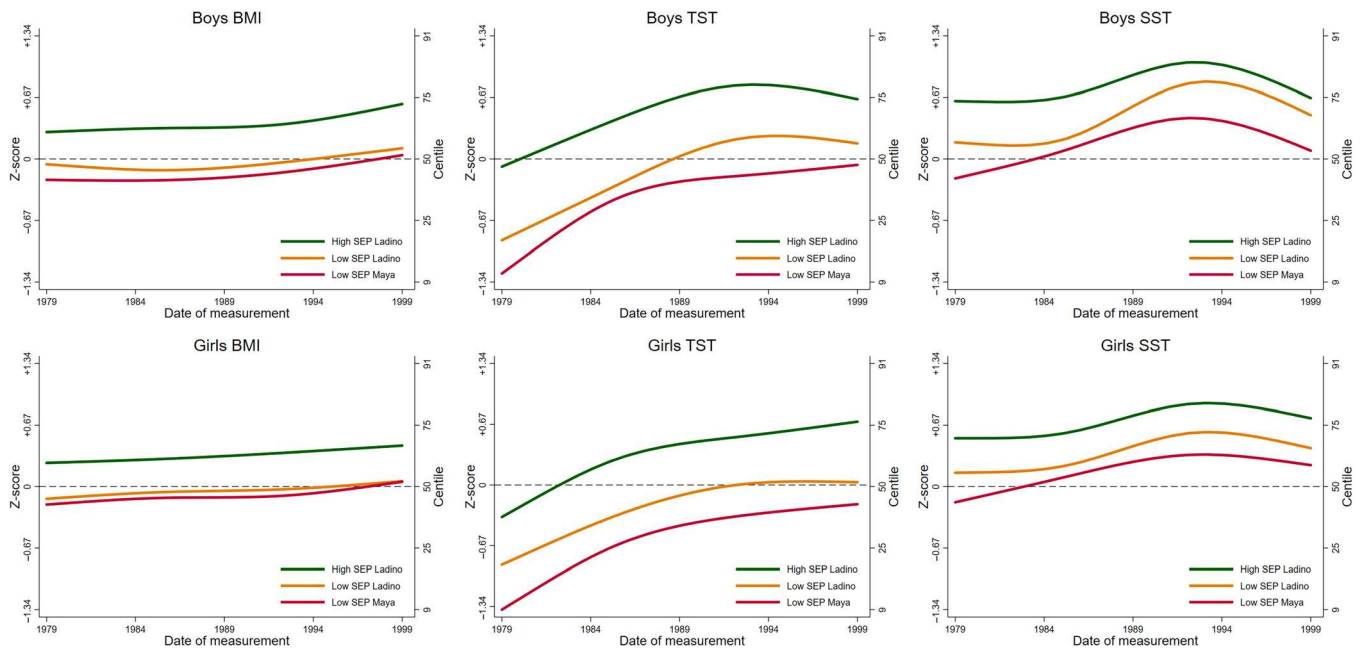 Boys BMI
Z-score
+1.34
+0.67
0
−0.67
−1.34
91
75
50
25
9
Centile
High SEP Ladino
Low SEP Ladino
Low SEP Maya
1979 1984 1989 1994 1999
Date of measurement
Boys TST
Z-score
+1.34
+0.67
0
−0.67
−1.34
91
75
50
25
9
Centile
High SEP Ladino
Low SEP Ladino
Low SEP Maya
1979 1984 1989 1994 1999
Date of measurement
Boys SST
Z-score
+1.34
+0.67
0
−0.67
−1.34
91
75
50
25
9
Centile
High SEP Ladino
Low SEP Ladino
Low SEP Maya
1979 1984 1989 1994 1999
Date of measurement
Girls BMI
Z-score
+1.34
+0.67
0
−0.67
−1.34
91
75
50
25
9
Centile
High SEP Ladino
Low SEP Ladino
Low SEP Maya
1979 1984 1989 1994 1999
Date of measurement
Girls TST
Z-score
+1.34
+0.67
0
−0.67
−1.34
91
75
50
25
9
Centile
High SEP Ladino
Low SEP Ladino
Low SEP Maya
1979 1984 1989 1994 1999
Date of measurement
Girls SST
Z-score
+1.34
+0.67
0
−0.67
−1.34
91
75
50
25
9
Centile
High SEP Ladino
Low SEP Ladino
Low SEP Maya
1979 1984 1989 1994 1999
Date of measurement